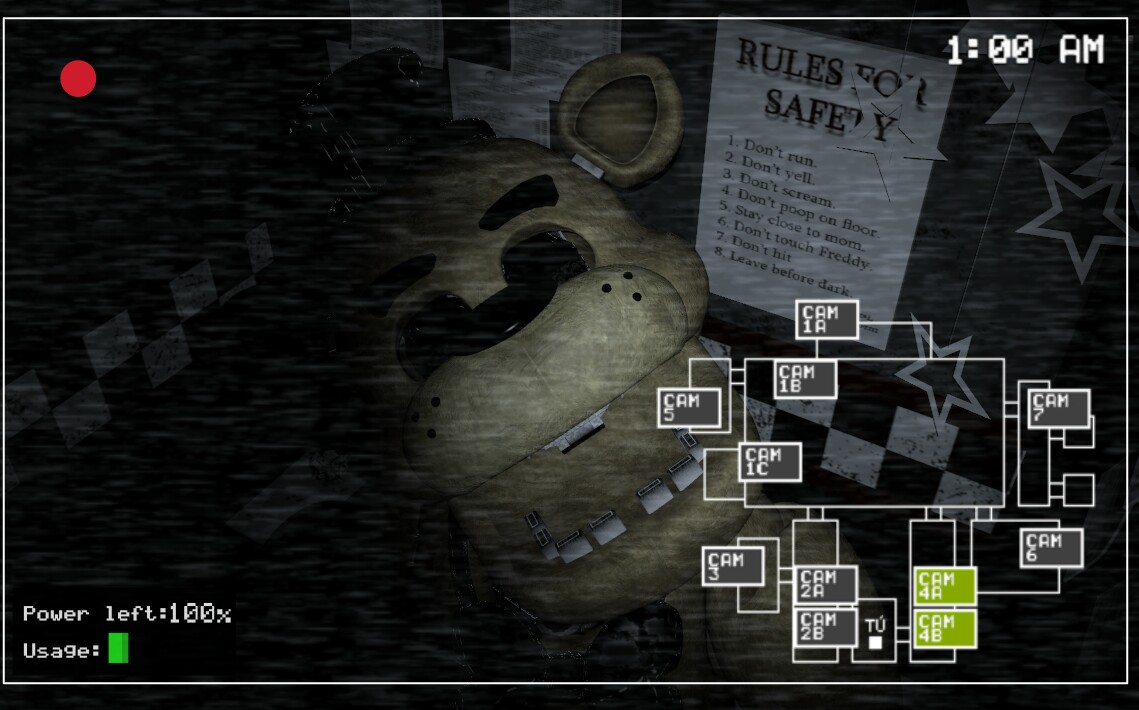 1:00 AM
RULES FOR
SAFETY
1. Don't run.
2. Don't yell.
3. Don't scream.
4. Don't poop on floor.
5. Stay close to mom.
6. Don't touch Freddy.
7. Don't hit
8. Leave before dark.
CAM
1A
CAM
1B
CAM
5
CAM
7
CAM
1C
CAM
6
CAM
3
CAM
2A
CAM
4A
CAM
2B
TÚ
CAM
4B
Power left:100%
Usage: